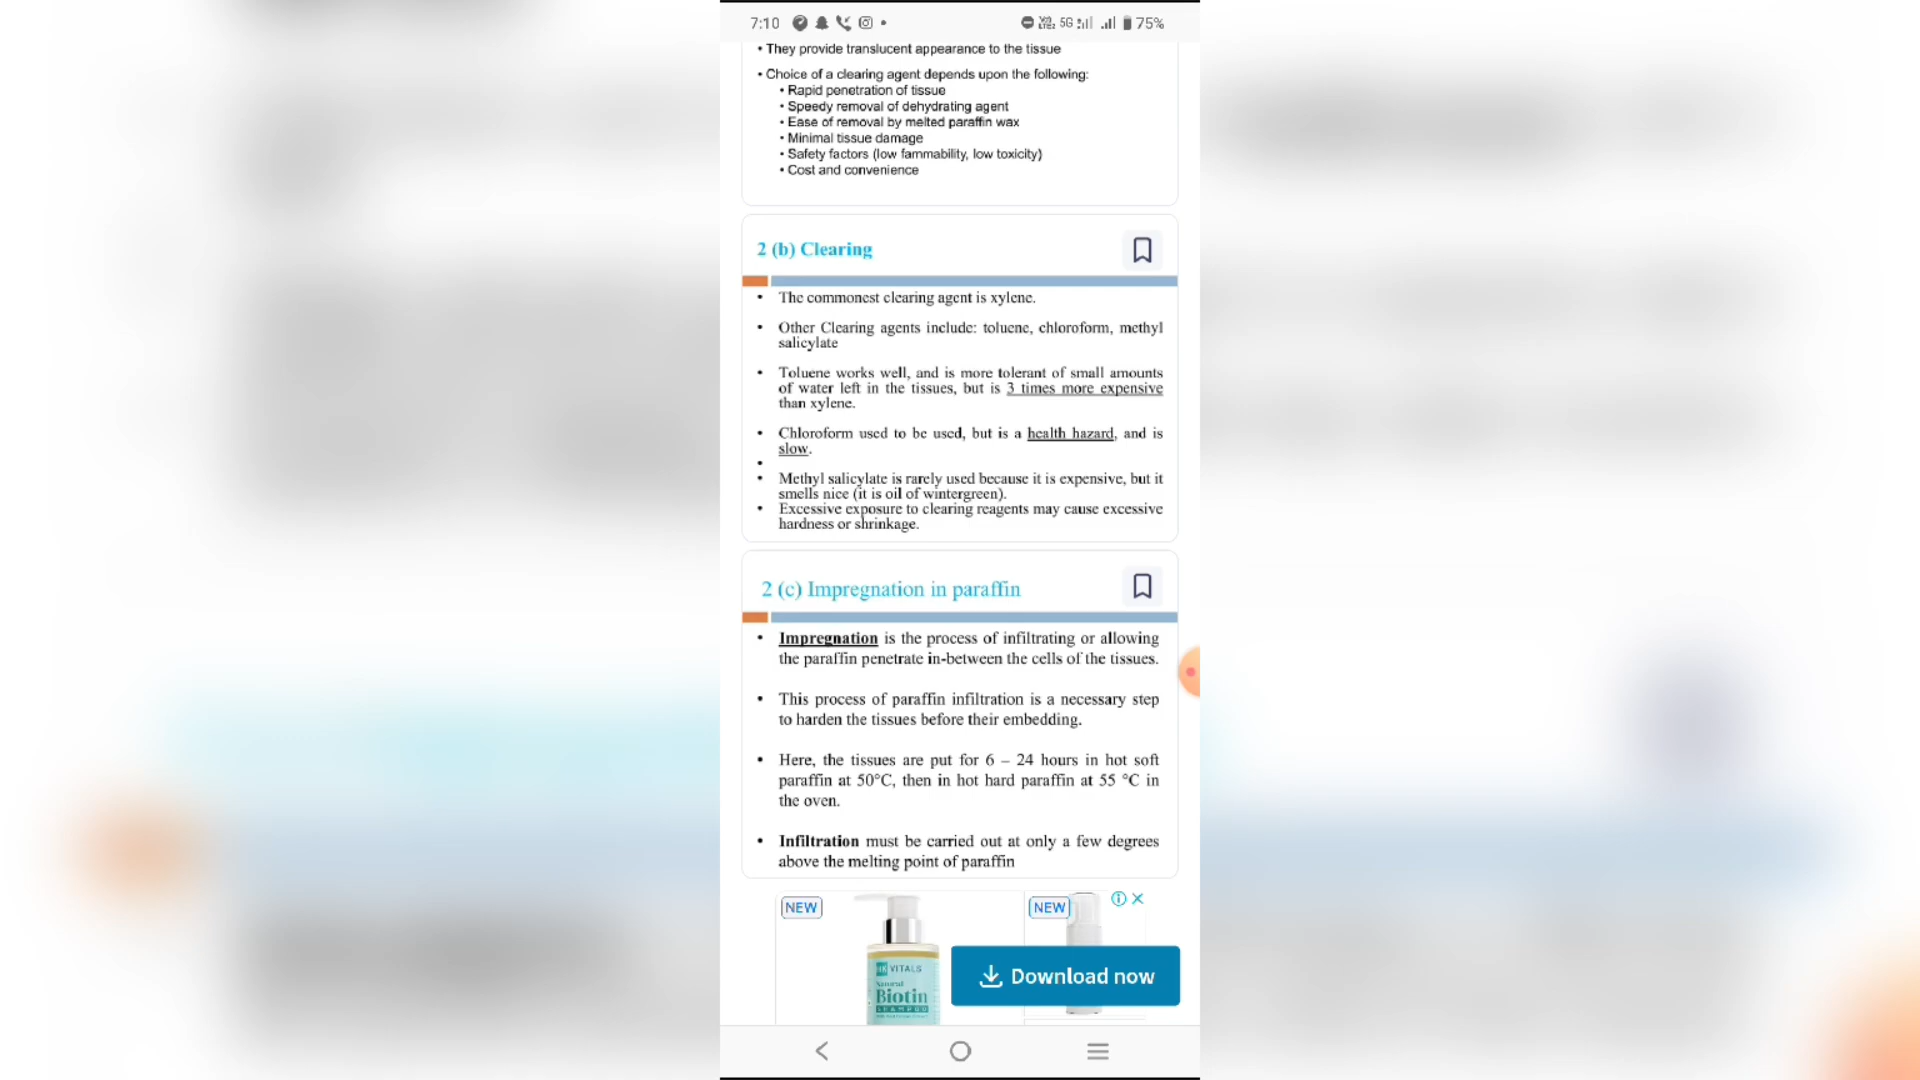 7:10
5G 75%
• They provide translucent appearance to the tissue
• Choice of a clearing agent depends upon the following:
• Rapid penetration of tissue
• Speedy removal of dehydrating agent
• Ease of removal by melted paraffin wax
• Minimal tissue damage
• Safety factors (low fammability, low toxicity)
• Cost and convenience
2 (b) Clearing
• The commonest clearing agent is xylene.
• Other Clearing agents include: toluene, chloroform, methyl
salicylate
• Toluene works well, and is more tolerant of small amounts
of water left in the tissues, but is 3 times more expensive
than xylene.
• Chloroform used to be used, but is a health hazard, and is
slow.
•
• Methyl salicylate is rarely used because it is expensive, but it
smells nice (it is oil of wintergreen).
• Excessive exposure to clearing reagents may cause excessive
hardness or shrinkage.
2 (c) Impregnation in paraffin
• Impregnation is the process of infiltrating or allowing
the paraffin penetrate in-between the cells of the tissues.
• This process of paraffin infiltration is a necessary step
to harden the tissues before their embedding.
• Here, the tissues are put for 6 – 24 hours in hot soft
paraffin at 50°C, then in hot hard paraffin at 55 °C in
the oven.
• Infiltration must be carried out at only a few degrees
above the melting point of paraffin
NEW
NEW
HK VITALS
Natural
Biotin
SHAMPOO
Download now